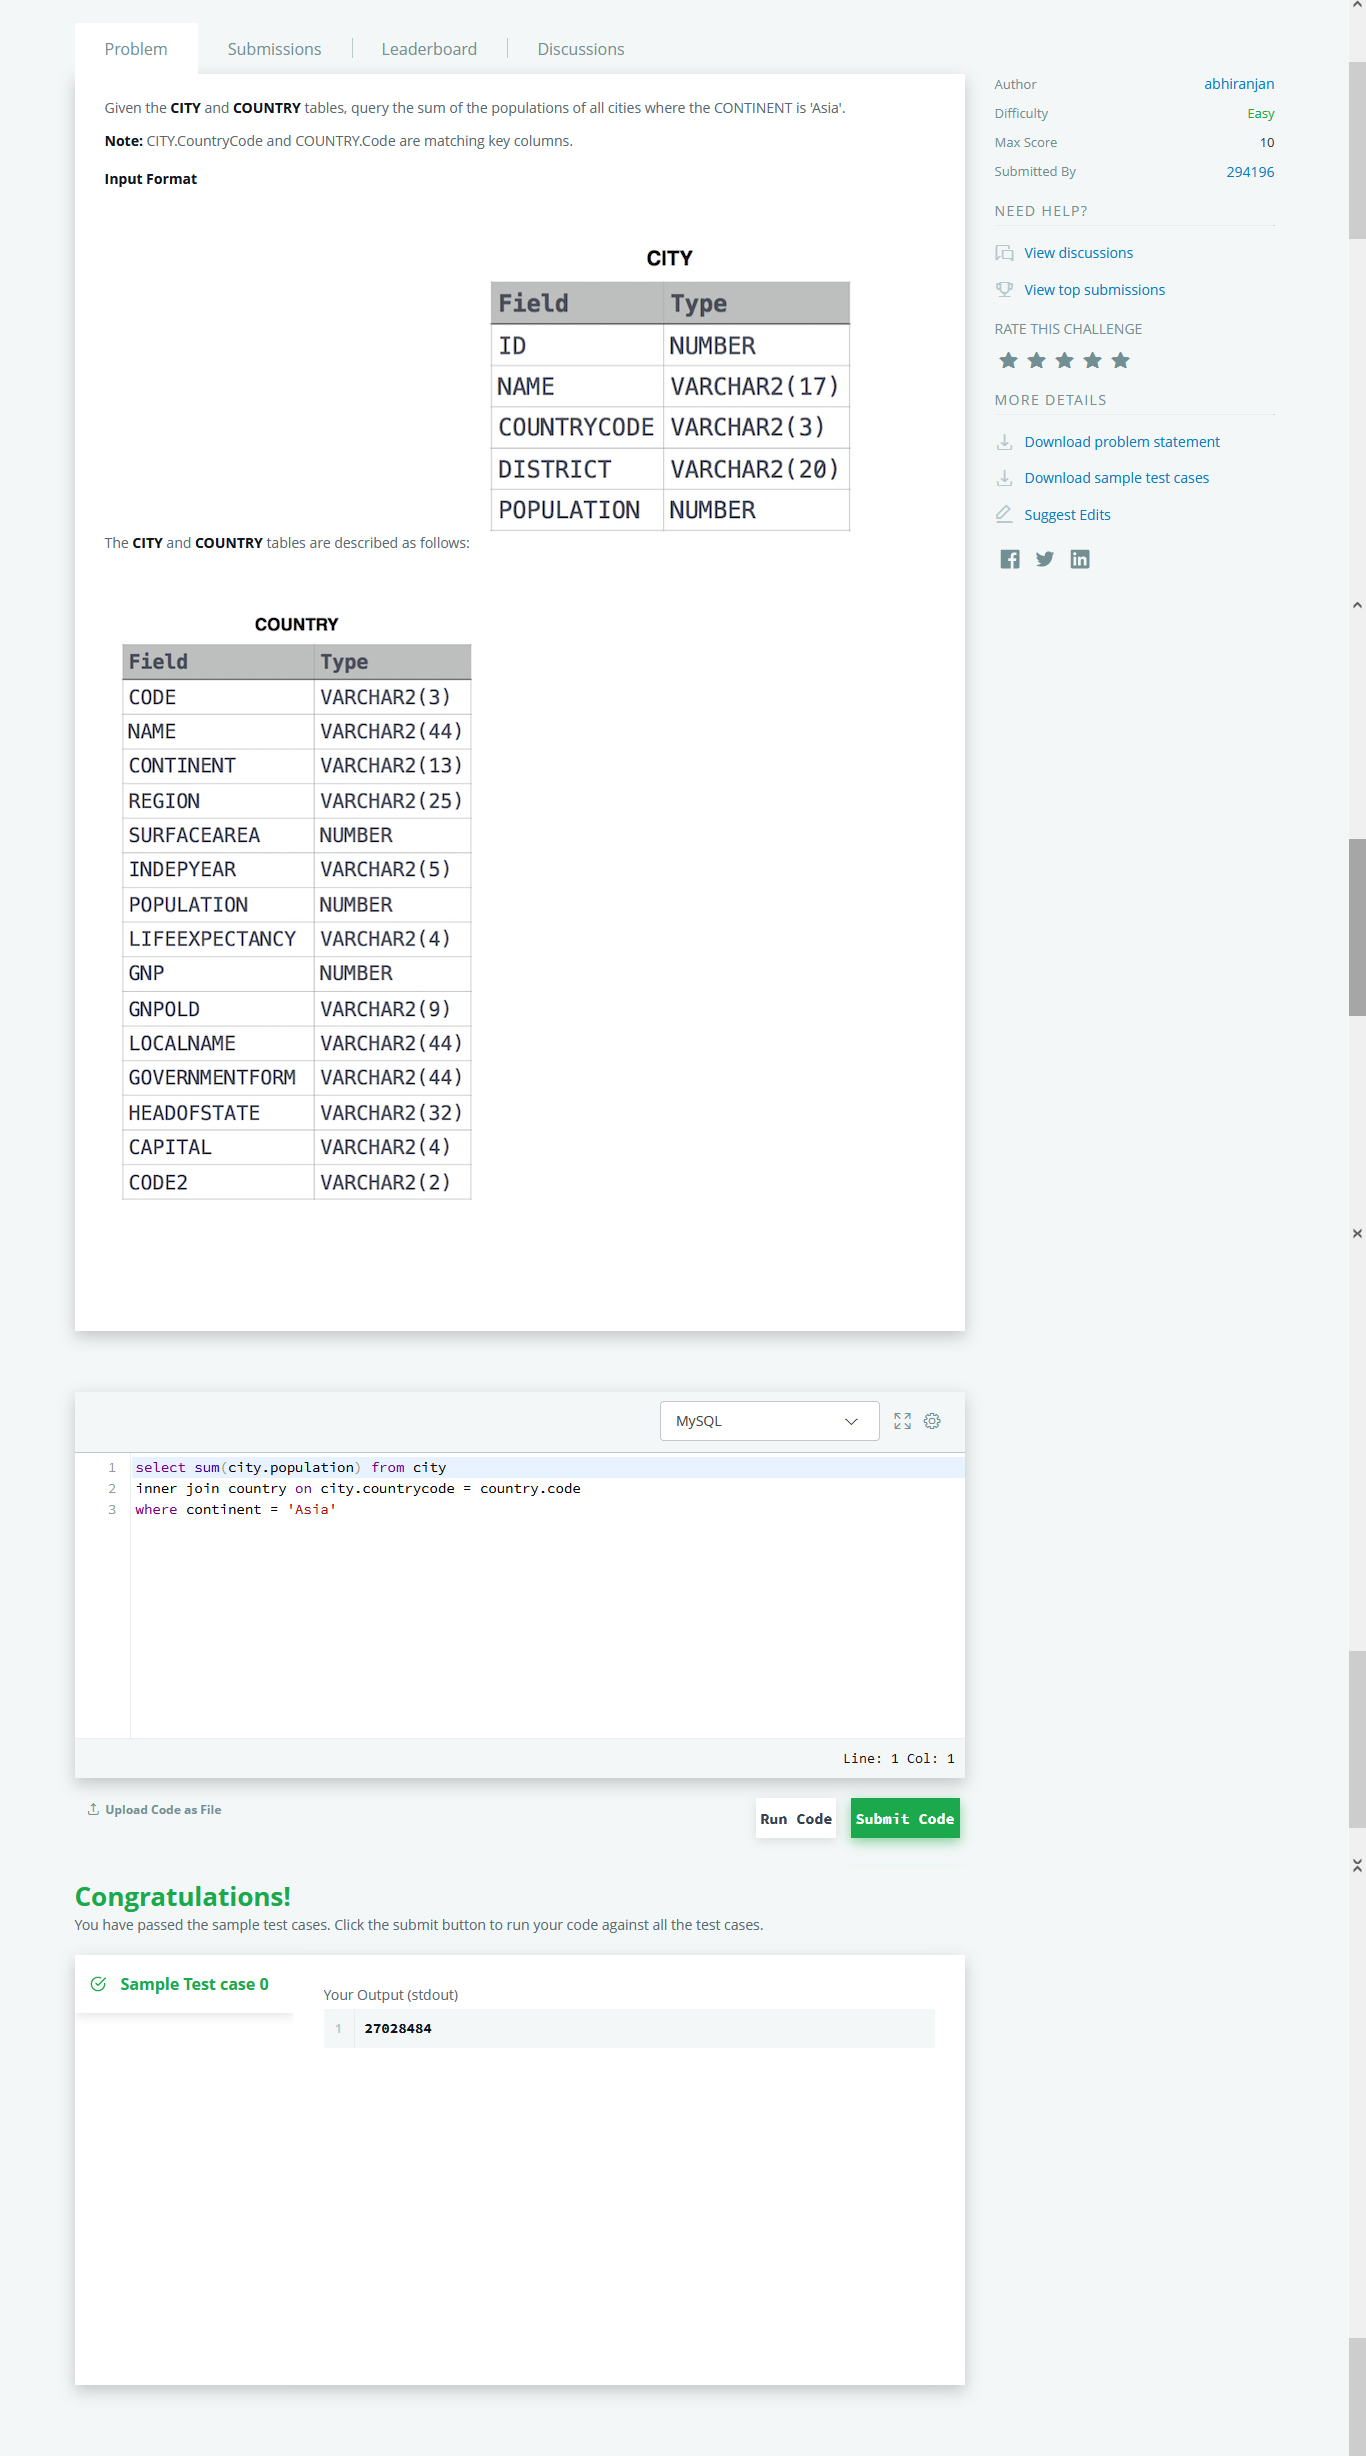 Problem
Submissions
Leaderboard
Discussions
Given the CITY and COUNTRY tables, query the sum of the populations of all cities where the CONTINENT is 'Asia'.
Note: CITY.CountryCode and COUNTRY.Code are matching key columns.
Input Format
CITY
Field Type
ID NUMBER
NAME VARCHAR2(17)
COUNTRYCODE VARCHAR2(3)
DISTRICT VARCHAR2(20)
POPULATION NUMBER
The CITY and COUNTRY tables are described as follows:
COUNTRY
Field Type
CODE VARCHAR2(3)
NAME VARCHAR2(44)
CONTINENT VARCHAR2(13)
REGION VARCHAR2(25)
SURFACEAREA NUMBER
INDEPYEAR VARCHAR2(5)
POPULATION NUMBER
LIFEEXPECTANCY VARCHAR2(4)
GNP NUMBER
GNPOLD VARCHAR2(9)
LOCALNAME VARCHAR2(44)
GOVERNMENTFORM VARCHAR2(44)
HEADOFSTATE VARCHAR2(32)
CAPITAL VARCHAR2(4)
CODE2 VARCHAR2(2)
Author abhiranjan
Difficulty Easy
Max Score 10
Submitted By 294196
NEED HELP?
View discussions
View top submissions
RATE THIS CHALLENGE
MORE DETAILS
Download problem statement
Download sample test cases
Suggest Edits
MySQL
1 select sum(city.population) from city
2 inner join country on city.countrycode = country.code
3 where continent = 'Asia'
Line: 1 Col: 1
Upload Code as File
Run Code
Submit Code
Congratulations!
You have passed the sample test cases. Click the submit button to run your code against all the test cases.
Sample Test case 0
Your Output (stdout)
1 27028484